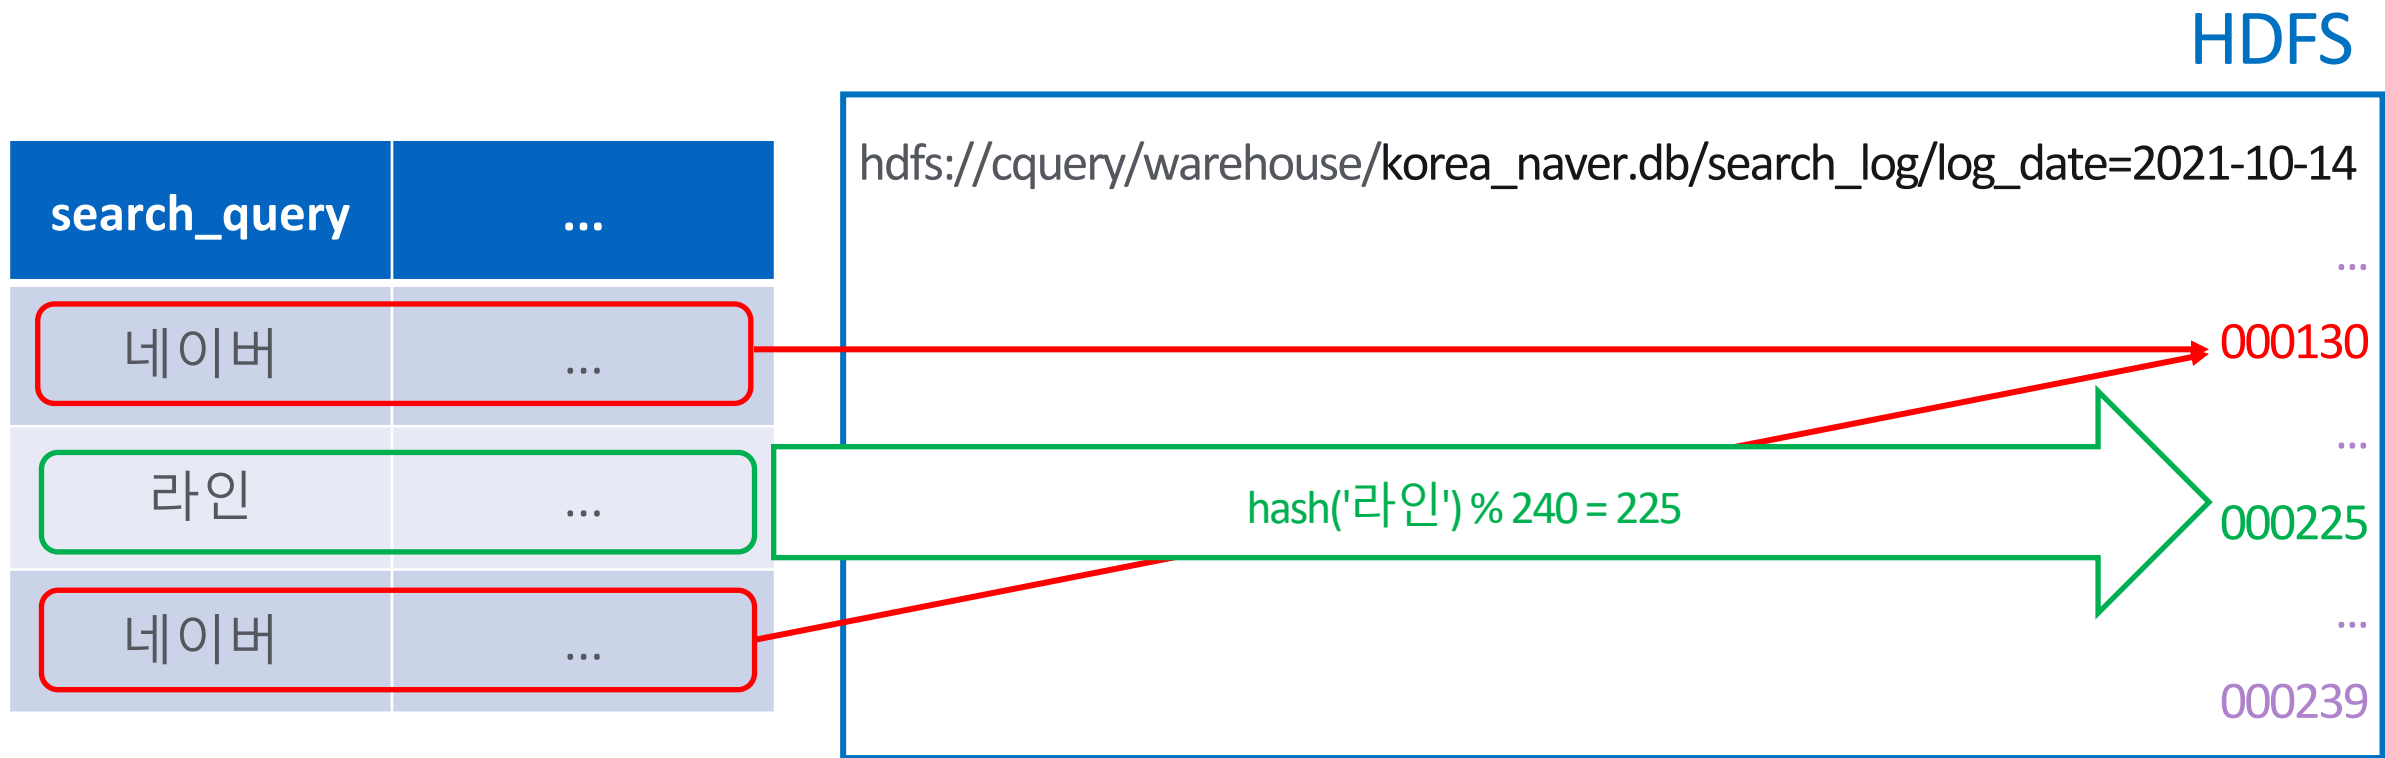 HDFS
hdfs://cquery/warehouse/korea_naver.db/search_log/log_date=2021-10-14
search_query ...
...
네이버 ...
000130
...
라인 ...
hash('라인') % 240 = 225
000225
...
네이버 ...
000239